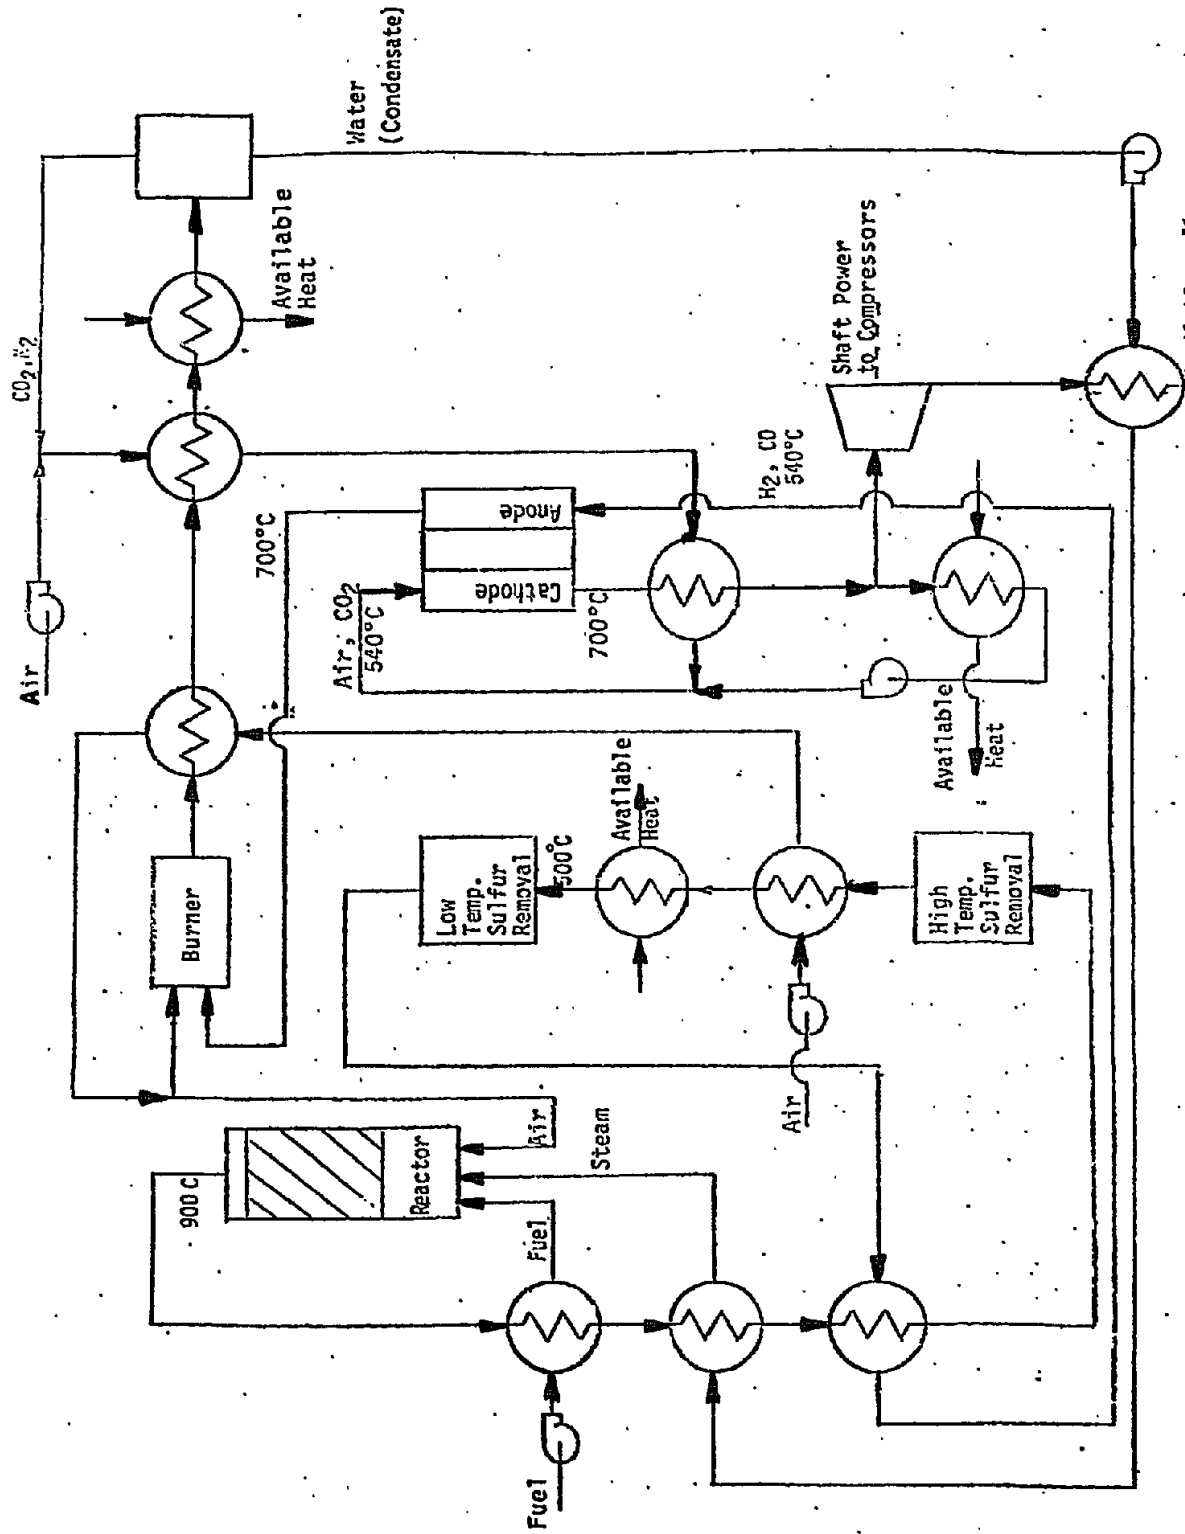 Air
CO2, N2
Water
(Condensate)
Available
Heat
Burner
700°C
Air, CO2
540°C
Cathode
Anode
700°C
H2, CO
540°C
Shaft Power
to Compressors
Available
Heat
900 C
Reactor
Fuel
Steam
Air
Fuel
Low
Temp.
Sulfur
Removal
Available
Heat
Air
High
Temp.
Sulfur
Removal